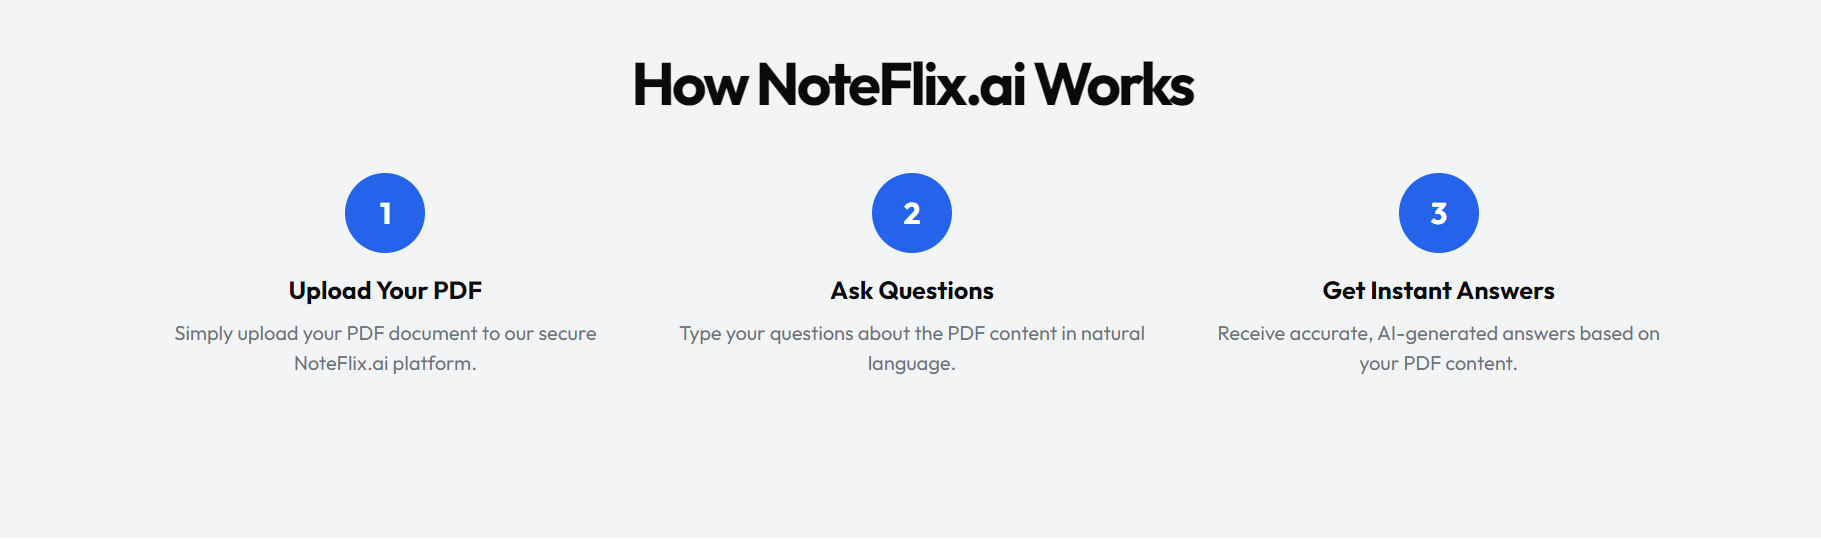 How NoteFlix.ai Works
1
Upload Your PDF
Simply upload your PDF document to our secure
NoteFlix.ai platform.
2
Ask Questions
Type your questions about the PDF content in natural
language.
3
Get Instant Answers
Receive accurate, AI-generated answers based on
your PDF content.